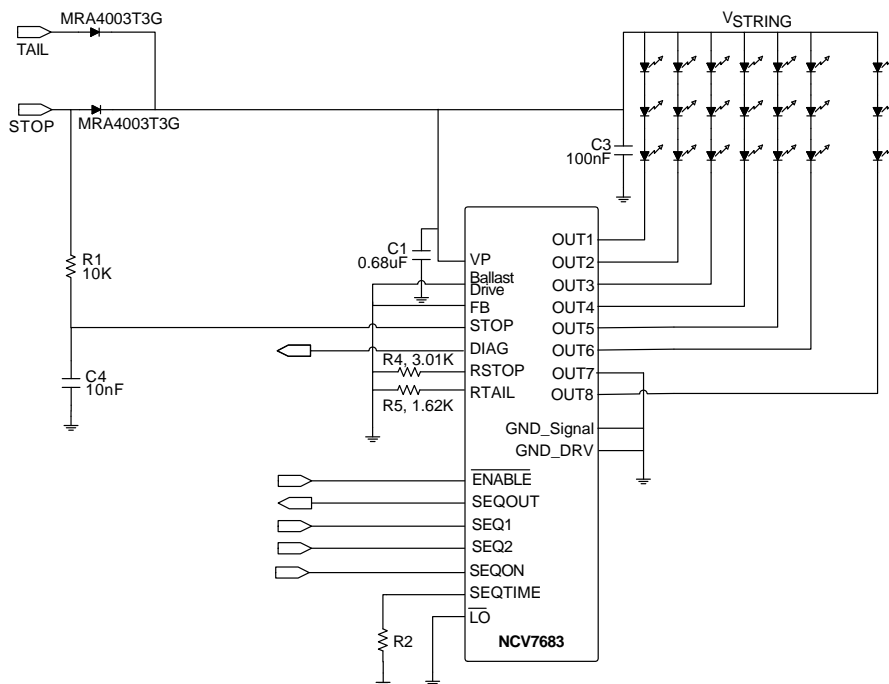 MRA4003T3G
TAIL
VSTRING
STOP
MRA4003T3G
C3
100nF
R1
10K
C1
0.68uF
C4
10nF
R4, 3.01K
R5, 1.62K
R2
VP
Ballast
Drive
FB
STOP
DIAG
RSTOP
RTAIL
ENABLE
SEQOUT
SEQ1
SEQ2
SEQON
SEQTIME
LO
OUT1
OUT2
OUT3
OUT4
OUT5
OUT6
OUT7
OUT8
GND_Signal
GND_DRV
NCV7683